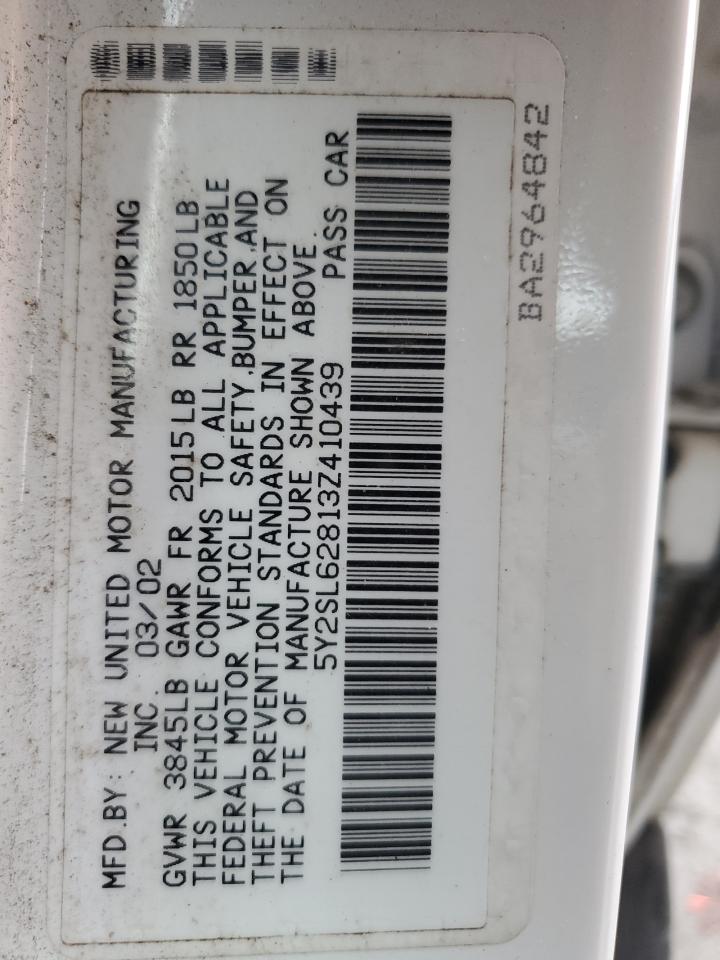 MFD.BY: NEW UNITED MOTOR MANUFACTURING
INC. 03/02
GVWR 3845LB GAWR FR 2015LB RR 1850LB
THIS VEHICLE CONFORMS TO ALL APPLICABLE
FEDERAL MOTOR VEHICLE SAFETY,BUMPER,AND
THEFT PREVENTION STANDARDS IN EFFECT ON
THE DATE OF MANUFACTURE SHOWN ABOVE.
5Y2SL62813Z410439 PASS CAR
BA2964842